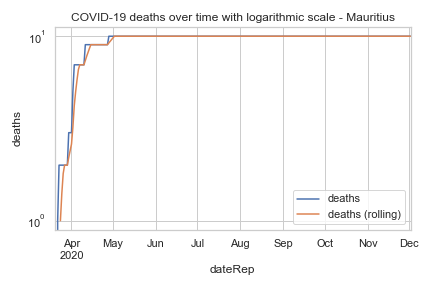 COVID-19 deaths over time with logarithmic scale - Mauritius
10¹
deaths
10⁰
deaths
deaths (rolling)
Apr May Jun Jul Aug Sep Oct Nov Dec
2020
dateRep